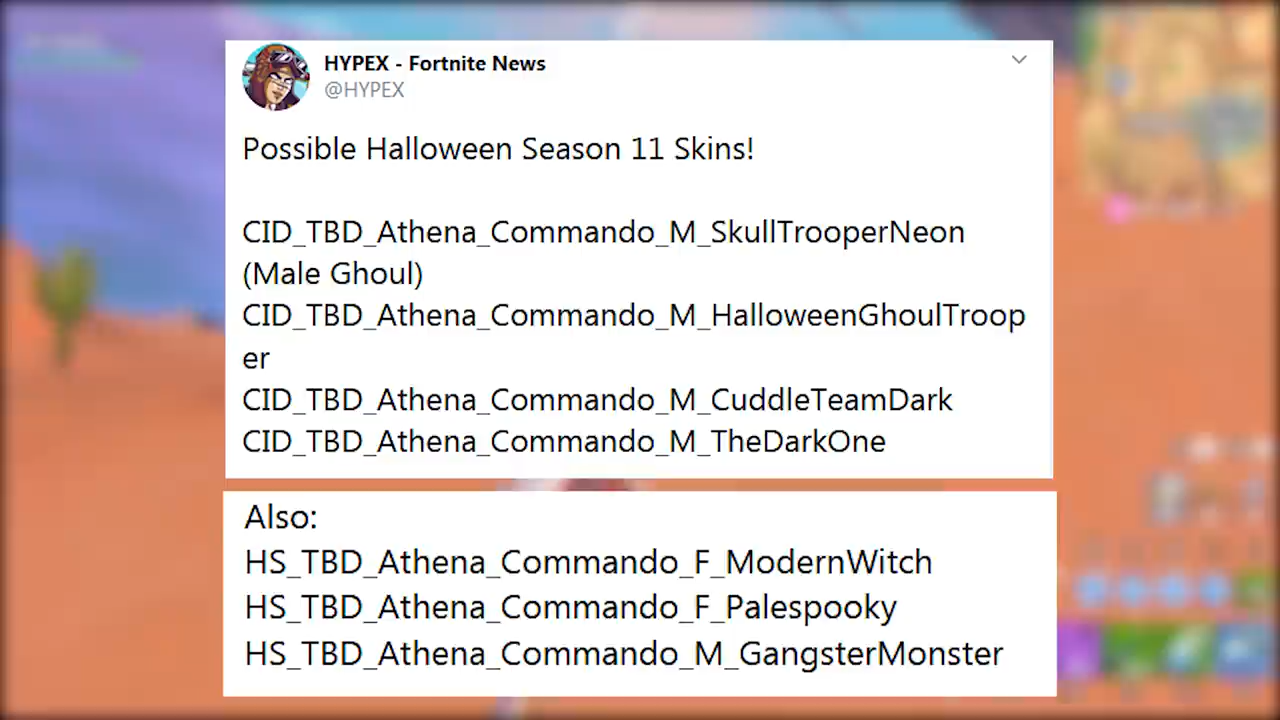 HYPEX - Fortnite News
@HYPEX
Possible Halloween Season 11 Skins!
CID_TBD_Athena_Commando_M_SkullTrooperNeon
(Male Ghoul)
CID_TBD_Athena_Commando_M_HalloweenGhoulTroop
er
CID_TBD_Athena_Commando_M_CuddleTeamDark
CID_TBD_Athena_Commando_M_TheDarkOne
Also:
HS_TBD_Athena_Commando_F_ModernWitch
HS_TBD_Athena_Commando_F_Palespooky
HS_TBD_Athena_Commando_M_GangsterMonster